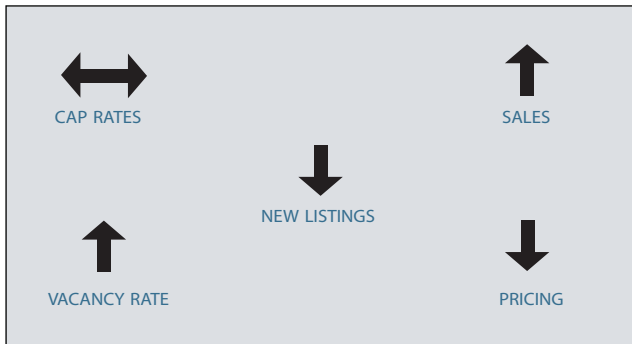 CAP RATES
SALES
NEW LISTINGS
VACANCY RATE
PRICING